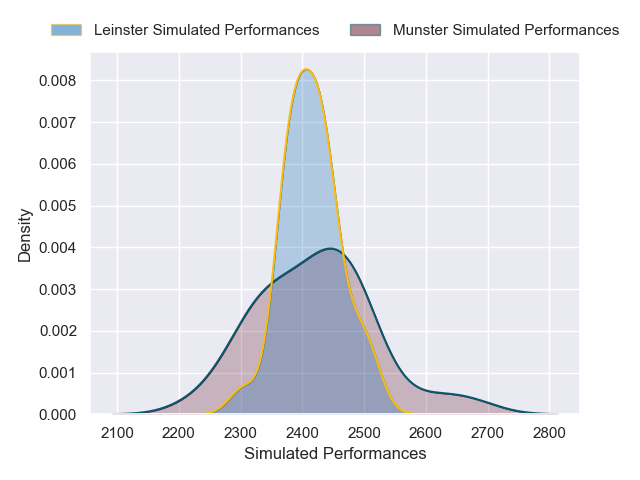 Leinster Simulated Performances Munster Simulated Performances
0.008
0.007
0.006
0.005
0.004
0.003
0.002
0.001
0.000
Density
2100 2200 2300 2400 2500 2600 2700 2800
Simulated Performances